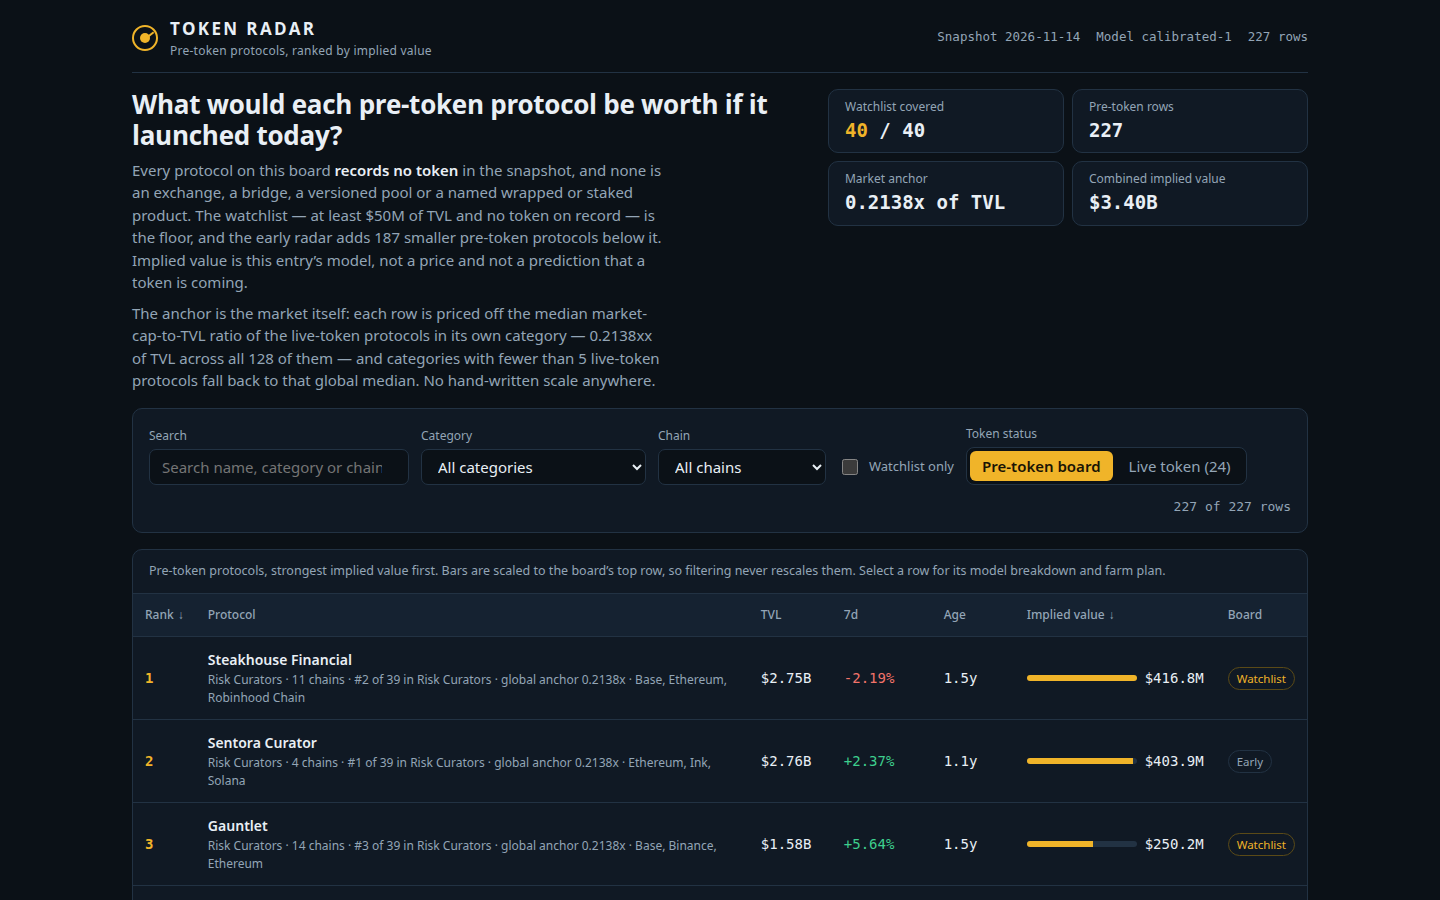 TOKEN RADAR
Pre-token protocols, ranked by implied value
Snapshot 2026-11-14 Model calibrated-1 227 rows
What would each pre-token protocol be worth if it
launched today?
Every protocol on this board records no token in the snapshot, and none is
an exchange, a bridge, a versioned pool or a named wrapped or staked
product. The watchlist — at least $50M of TVL and no token on record — is
the floor, and the early radar adds 187 smaller pre-token protocols below it.
Implied value is this entry’s model, not a price and not a prediction that a
token is coming.
The anchor is the market itself: each row is priced off the median market-
cap-to-TVL ratio of the live-token protocols in its own category — 0.2138xx
of TVL across all 128 of them — and categories with fewer than 5 live-token
protocols fall back to that global median. No hand-written scale anywhere.
Watchlist covered
40 / 40
Pre-token rows
227
Market anchor
0.2138x of TVL
Combined implied value
$3.40B
Search
Search name, category or chain
Category
All categories
Chain
All chains
Watchlist only
Token status
Pre-token board
Live token (24)
227 of 227 rows
Pre-token protocols, strongest implied value first. Bars are scaled to the board’s top row, so filtering never rescales them. Select a row for its model breakdown and farm plan.
Rank ↓ Protocol TVL 7d Age Implied value ↓ Board
1 Steakhouse Financial $2.75B -2.19% 1.5y $416.8M Watchlist
Risk Curators · 11 chains · #2 of 39 in Risk Curators · global anchor 0.2138x · Base, Ethereum,
Robinhood Chain
2 Sentora Curator $2.76B +2.37% 1.1y $403.9M Early
Risk Curators · 4 chains · #1 of 39 in Risk Curators · global anchor 0.2138x · Ethereum, Ink,
Solana
3 Gauntlet $1.58B +5.64% 1.5y $250.2M Watchlist
Risk Curators · 14 chains · #3 of 39 in Risk Curators · global anchor 0.2138x · Base, Binance,
Ethereum